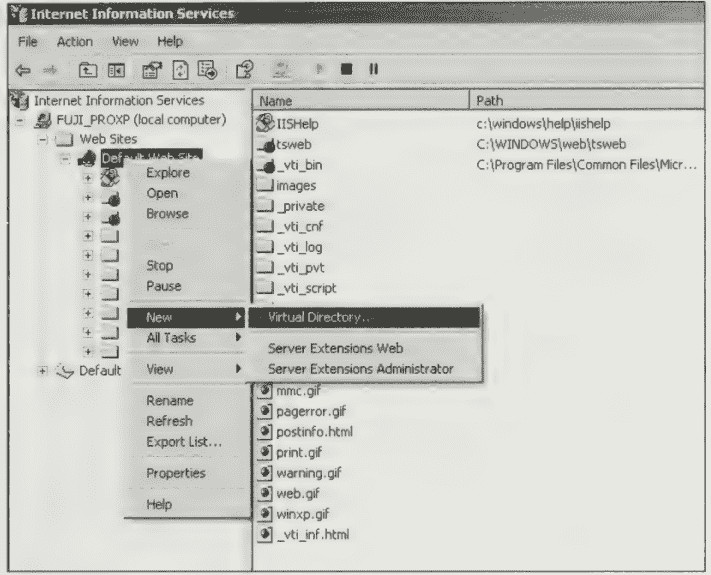 Internet Information Services
File Action View Help
Internet Information Services
FUJI_PROXP (local computer)
Web Sites
Default Web Site
Default
Explore
Open
Browse
Stop
Pause
New
All Tasks
View
Rename
Refresh
Export List...
Properties
Help
Virtual Directory...
Server Extensions Web
Server Extensions Administrator
Name Path
IISHelp c:\windows\help\iishelp
tsweb C:\WINDOWS\web\tsweb
_vti_bin C:\Program Files\Common Files\Micr...
images
_private
_vti_cnf
_vti_log
_vti_pvt
_vti_script
mmc.gif
pagerror.gif
postinfo.html
print.gif
warning.gif
web.gif
winxp.gif
_vti_inf.html